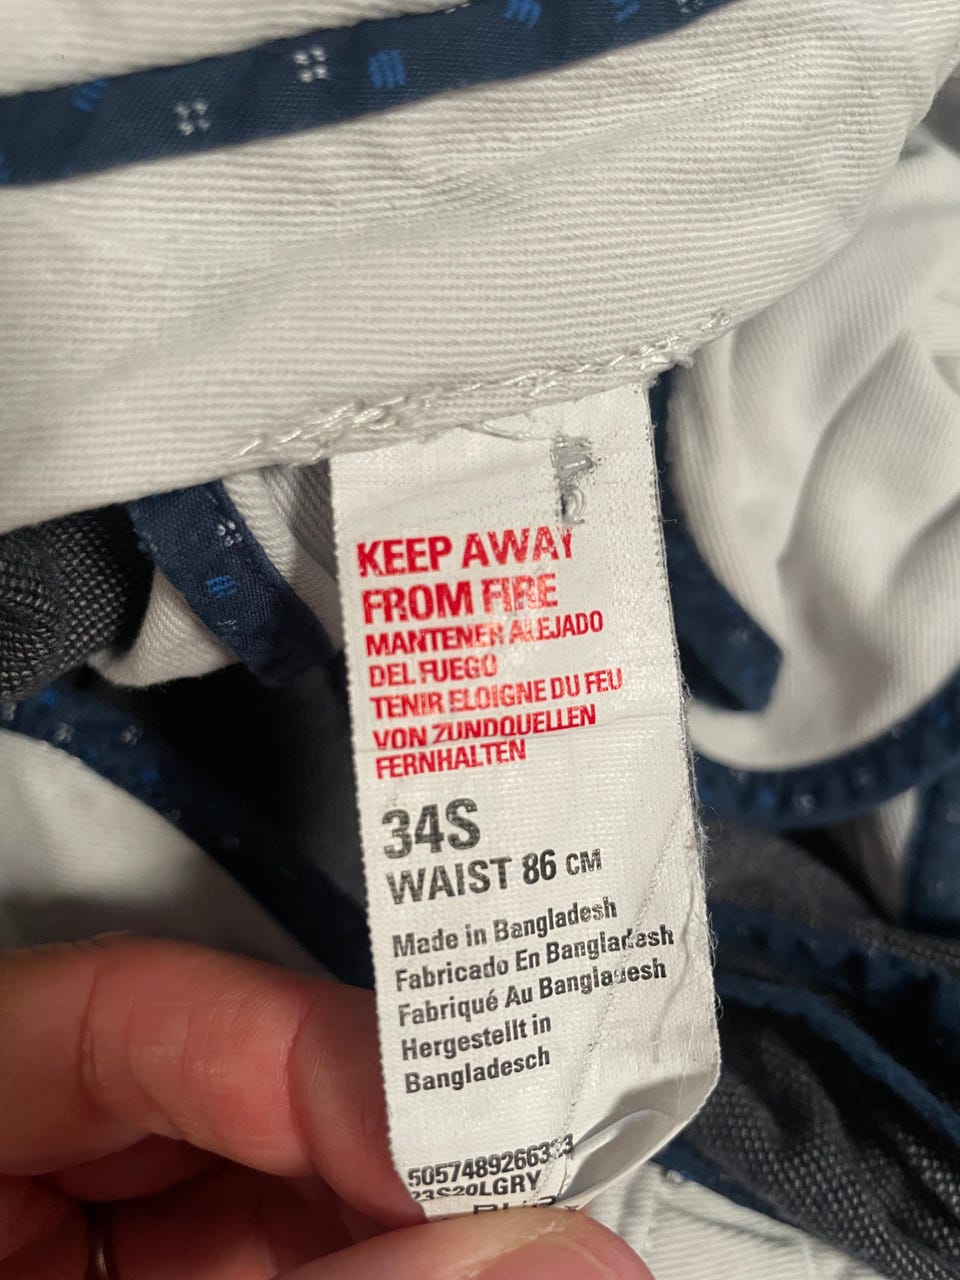 KEEP AWAY
FROM FIRE
MANTENER ALEJADO
DEL FUEGO
TENIR ELOIGNE DU FEU
VON ZUNDQUELLEN
FERNHALTEN
34S
WAIST 86 CM
Made in Bangladesh
Fabricado En Bangladesh
Fabriqué Au Bangladesh
Hergestellt in
Bangladesch
23S20LGRY